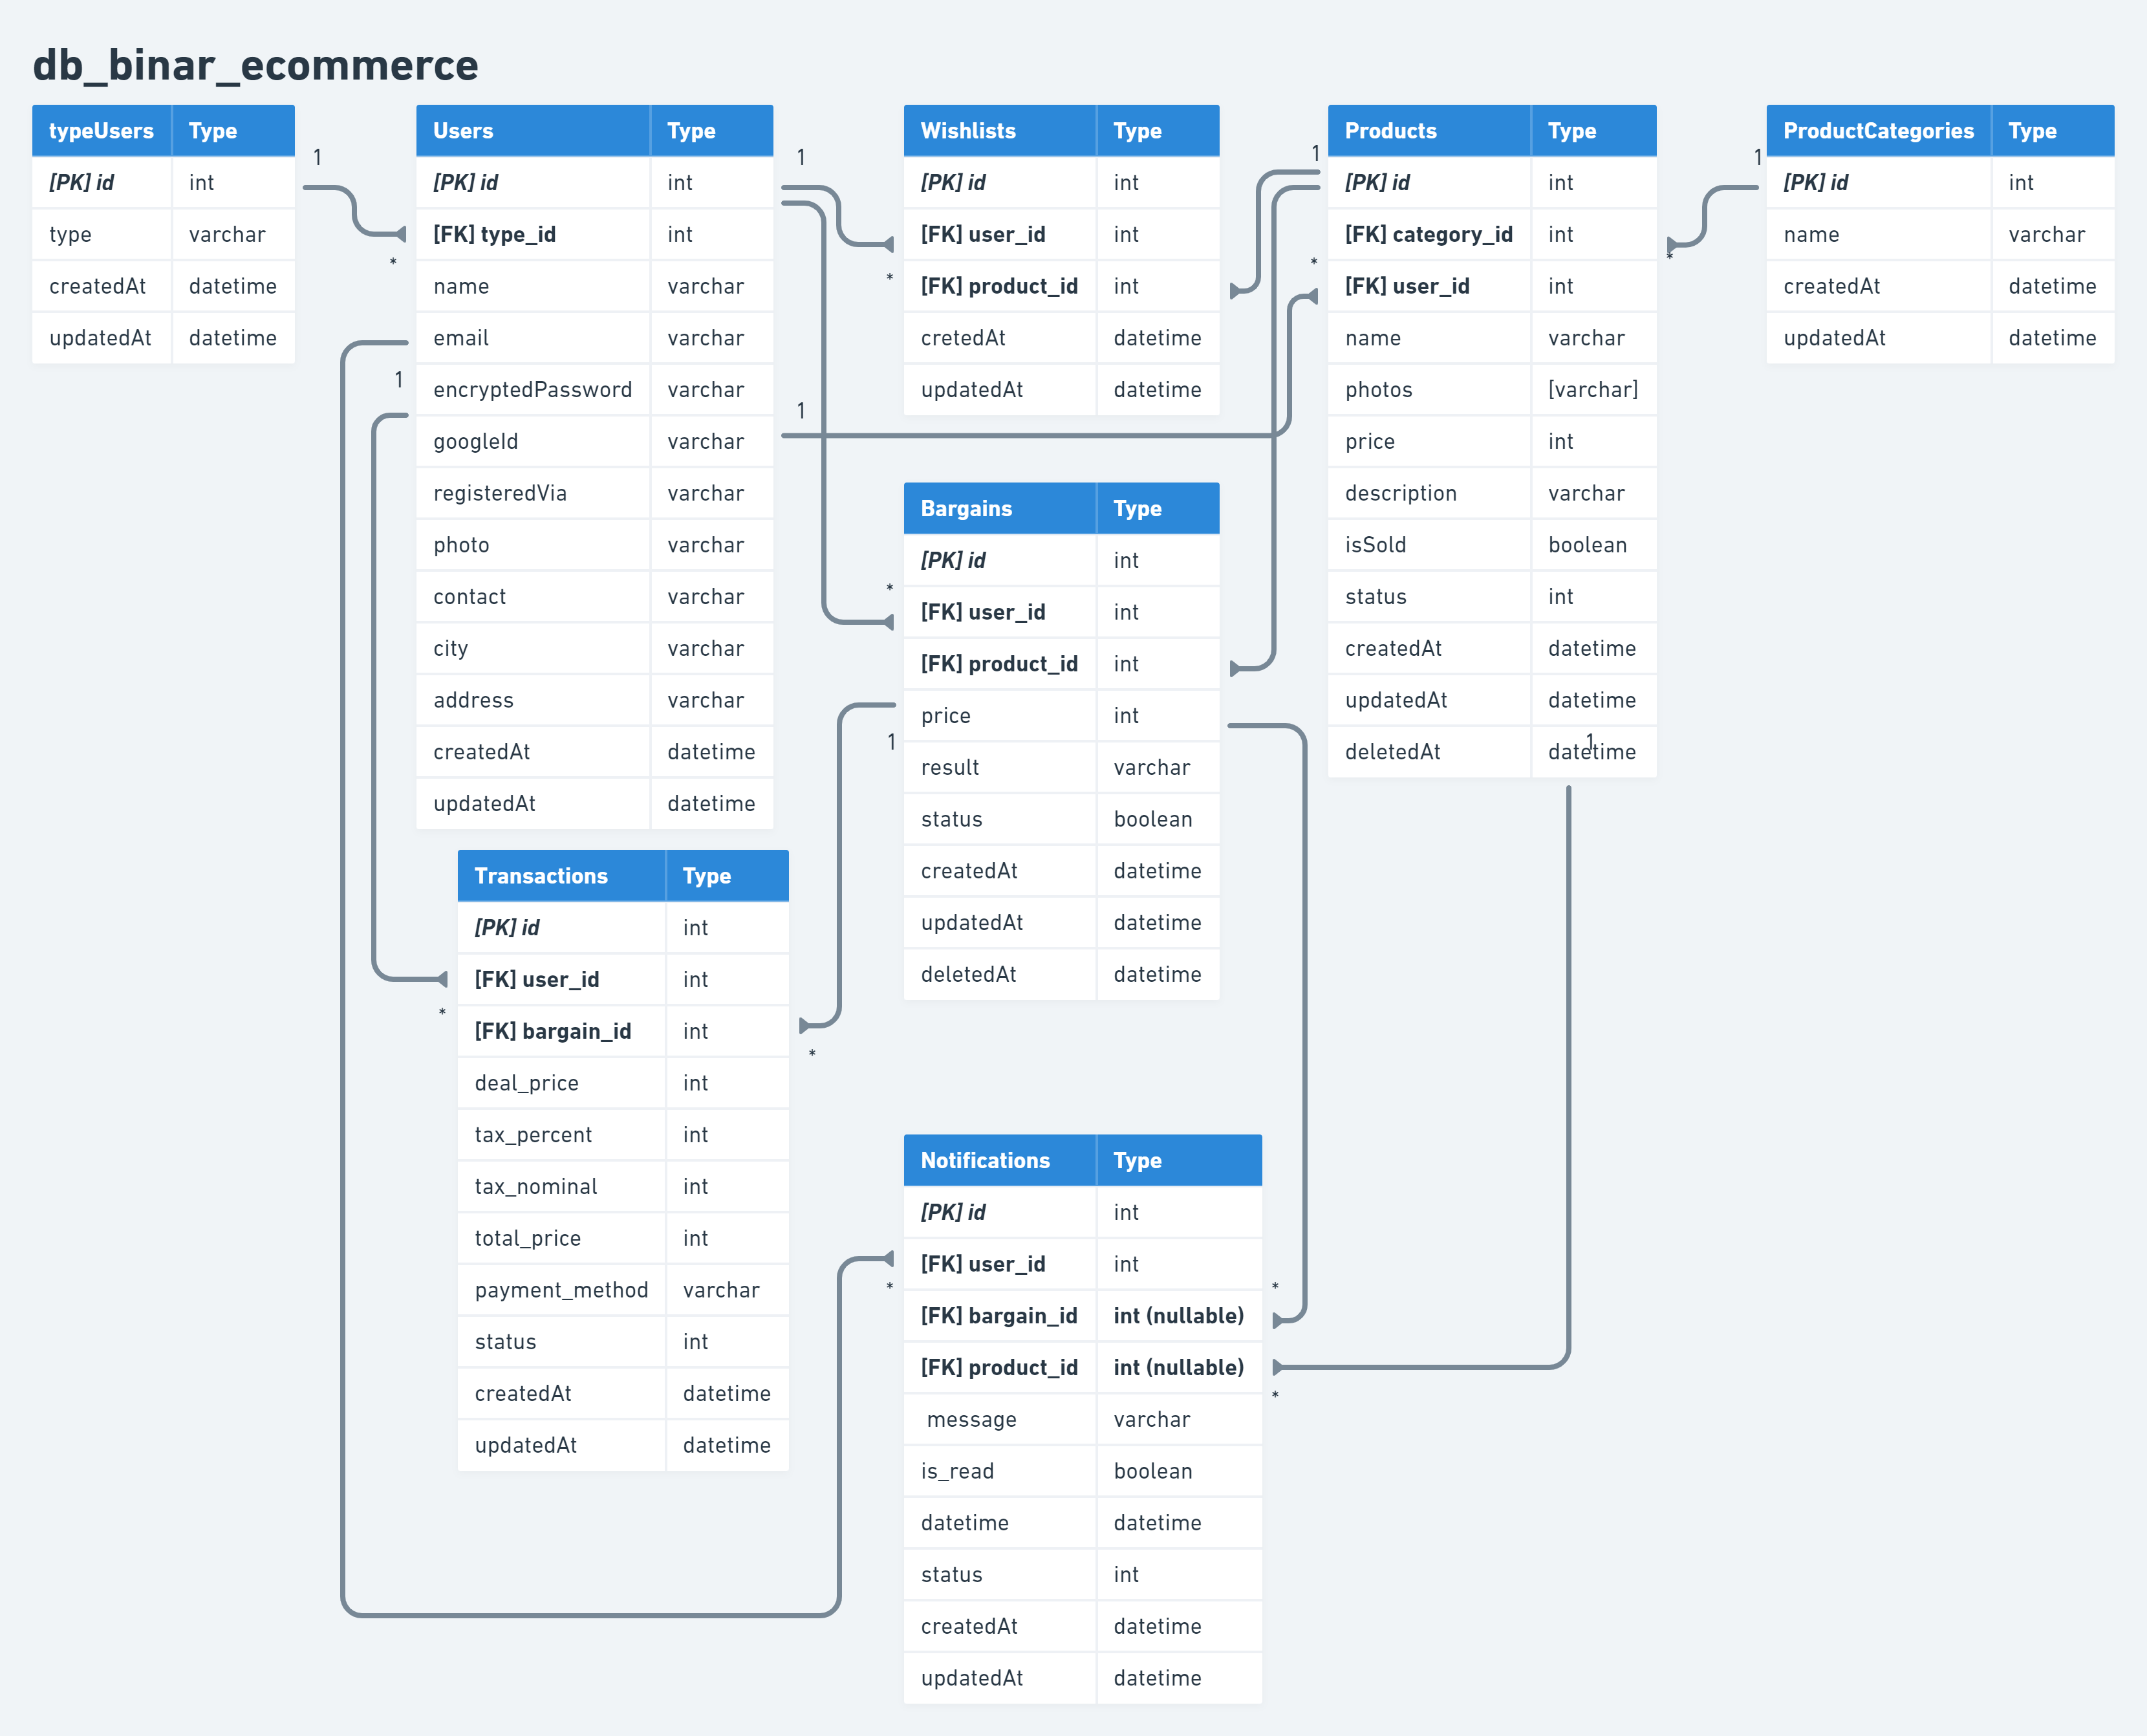 db_binar_ecommerce
typeUsers Type
[PK] id int
type varchar
createdAt datetime
updatedAt datetime
1
*
Users Type
[PK] id int
[FK] type_id int
name varchar
email varchar
encryptedPassword varchar
googleId varchar
registeredVia varchar
photo varchar
contact varchar
city varchar
address varchar
createdAt datetime
updatedAt datetime
1
1
1
*
Wishlists Type
[PK] id int
[FK] user_id int
[FK] product_id int
cretedAt datetime
updatedAt datetime
1
*
Products Type
[PK] id int
[FK] category_id int
[FK] user_id int
name varchar
photos [varchar]
price int
description varchar
isSold boolean
status int
createdAt datetime
updatedAt datetime
deletedAt datetime
1
1
*
ProductCategories Type
[PK] id int
name varchar
createdAt datetime
updatedAt datetime
*
Bargains Type
[PK] id int
[FK] user_id int
[FK] product_id int
price int
result varchar
status boolean
createdAt datetime
updatedAt datetime
deletedAt datetime
1
Transactions Type
[PK] id int
[FK] user_id int
[FK] bargain_id int
deal_price int
tax_percent int
tax_nominal int
total_price int
payment_method varchar
status int
createdAt datetime
updatedAt datetime
*
*
Notifications Type
[PK] id int
[FK] user_id int
[FK] bargain_id int (nullable)
[FK] product_id int (nullable)
message varchar
is_read boolean
datetime datetime
status int
createdAt datetime
updatedAt datetime
*
*
*